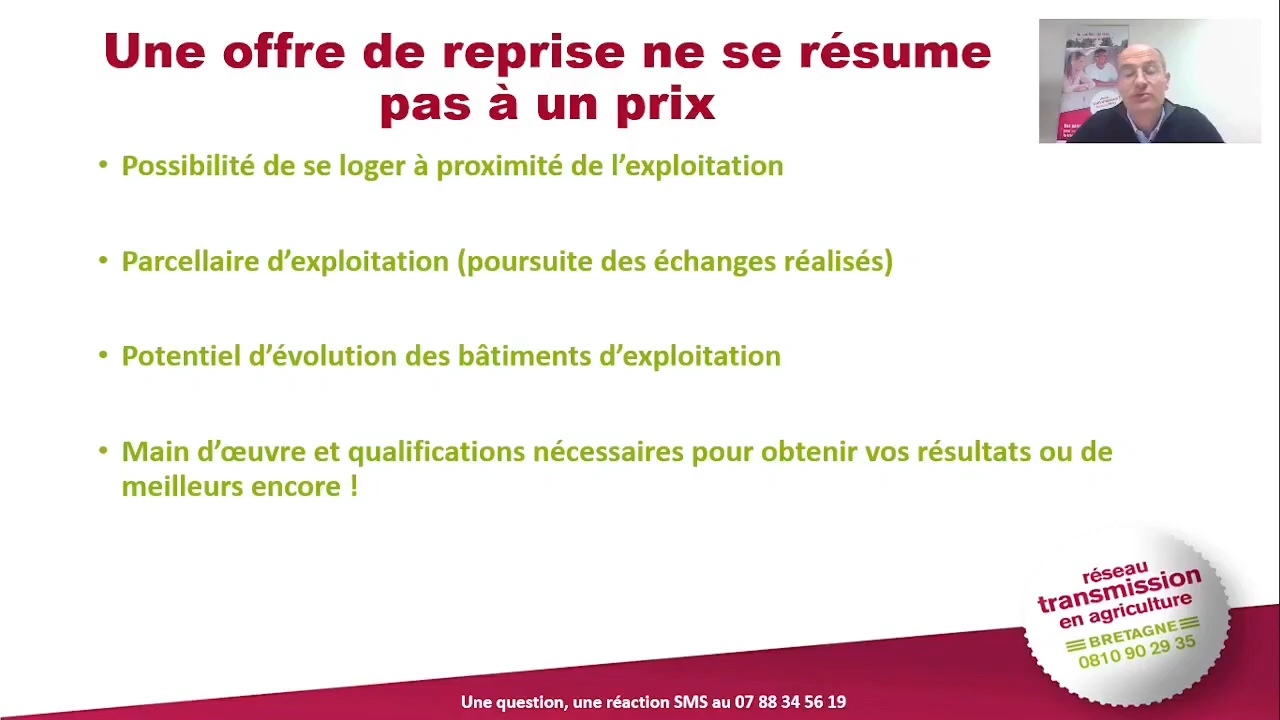 Une offre de reprise ne se résume
pas à un prix
• Possibilité de se loger à proximité de l’exploitation
• Parcellaire d’exploitation (poursuite des échanges réalisés)
• Potentiel d’évolution des bâtiments d’exploitation
• Main d’œuvre et qualifications nécessaires pour obtenir vos résultats ou de
meilleurs encore !
réseau
transmission
en agriculture
BRETAGNE
0810 90 29 35
Une question, une réaction SMS au 07 88 34 56 19